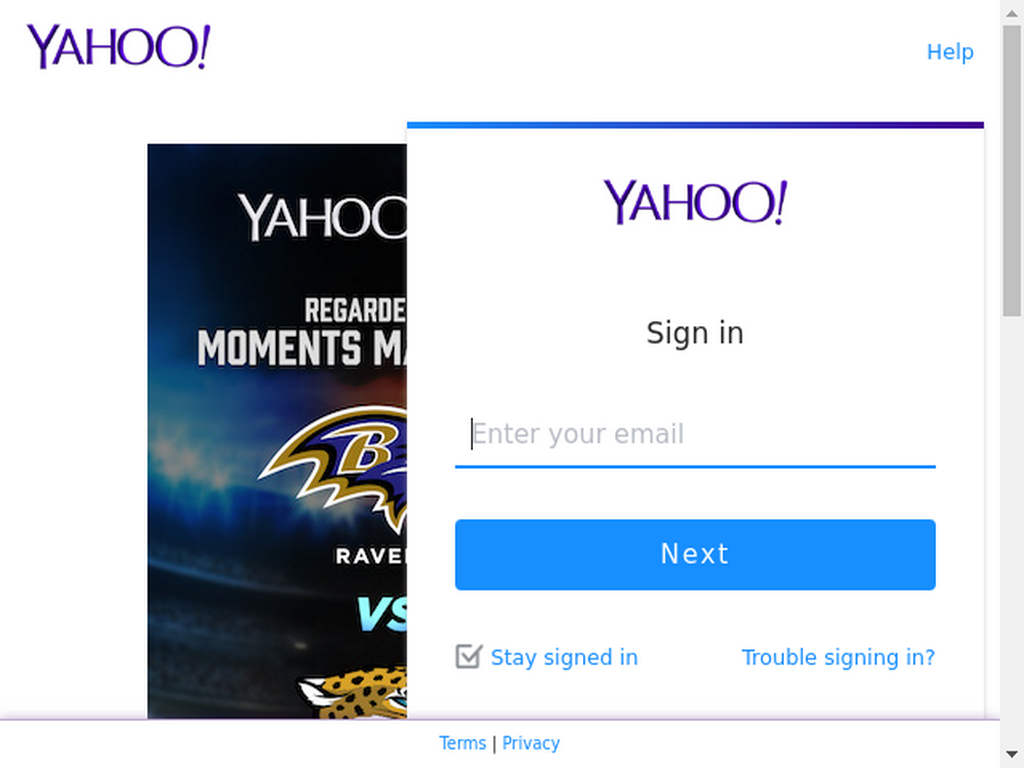 YAHOO!
Help
YAHOO!
YAHOO
REGARDE
MOMENTS MA
B
RAVE
VS
Sign in
Enter your email
Next
Stay signed in
Trouble signing in?
Terms | Privacy